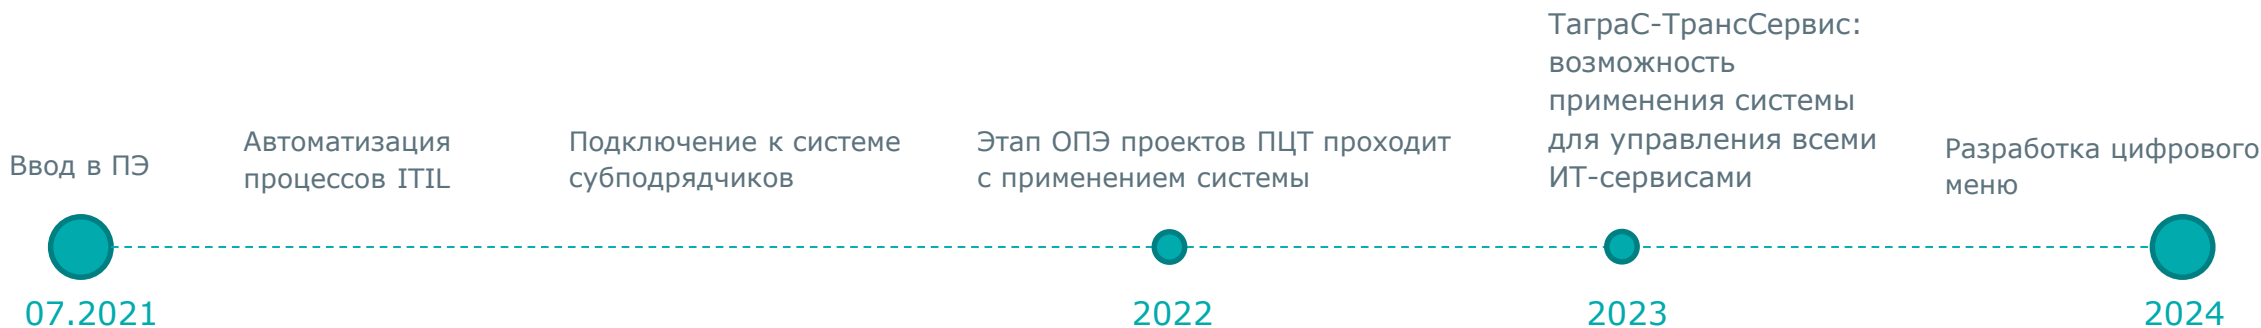 Ввод в ПЭ
Автоматизация
процессов ITIL
Подключение к системе
субподрядчиков
Этап ОПЭ проектов ПЦТ проходит
с применением системы
ТаграС-ТрансСервис:
возможность
применения системы
для управления всеми
ИТ-сервисами
Разработка цифрового
меню
07.2021
2022
2023
2024